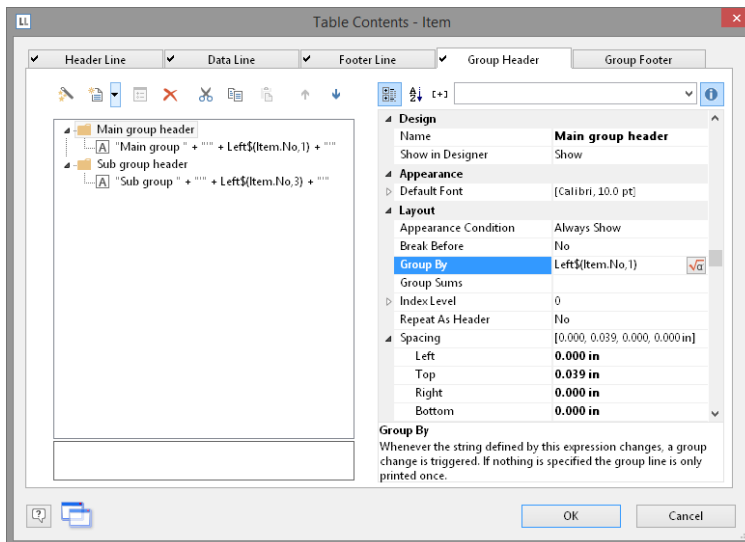 LL
Table Contents - Item
Header Line
Data Line
Footer Line
Group Header
Group Footer
Main group header
A "Main group " + "'" + Left$(Item.No,1) + "'"
Sub group header
A "Sub group " + "'" + Left$(Item.No,3) + "'"
Design
Name Main group header
Show in Designer Show
Appearance
Default Font [Calibri, 10.0 pt]
Layout
Appearance Condition Always Show
Break Before No
Group By Left$(Item.No,1)
Group Sums
Index Level 0
Repeat As Header No
Spacing [0.000, 0.039, 0.000, 0.000 in]
Left 0.000 in
Top 0.039 in
Right 0.000 in
Bottom 0.000 in
Group By
Whenever the string defined by this expression changes, a group
change is triggered. If nothing is specified the group line is only
printed once.
OK
Cancel